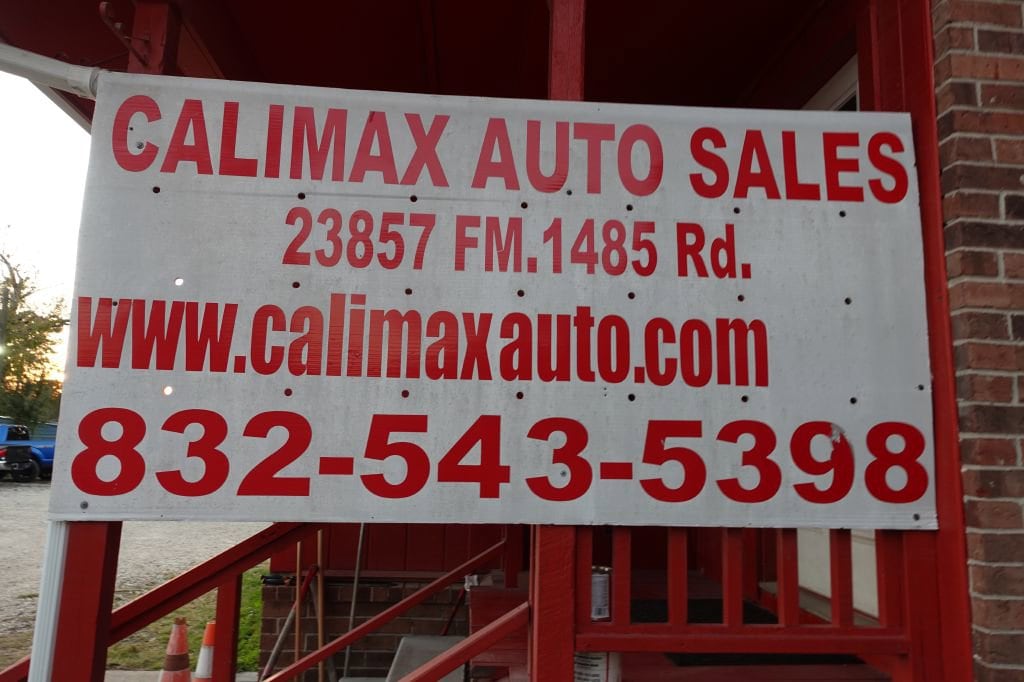 CALIMAX AUTO SALES
23857 FM.1485 Rd.
www.calimaxauto.com
832-543-5398